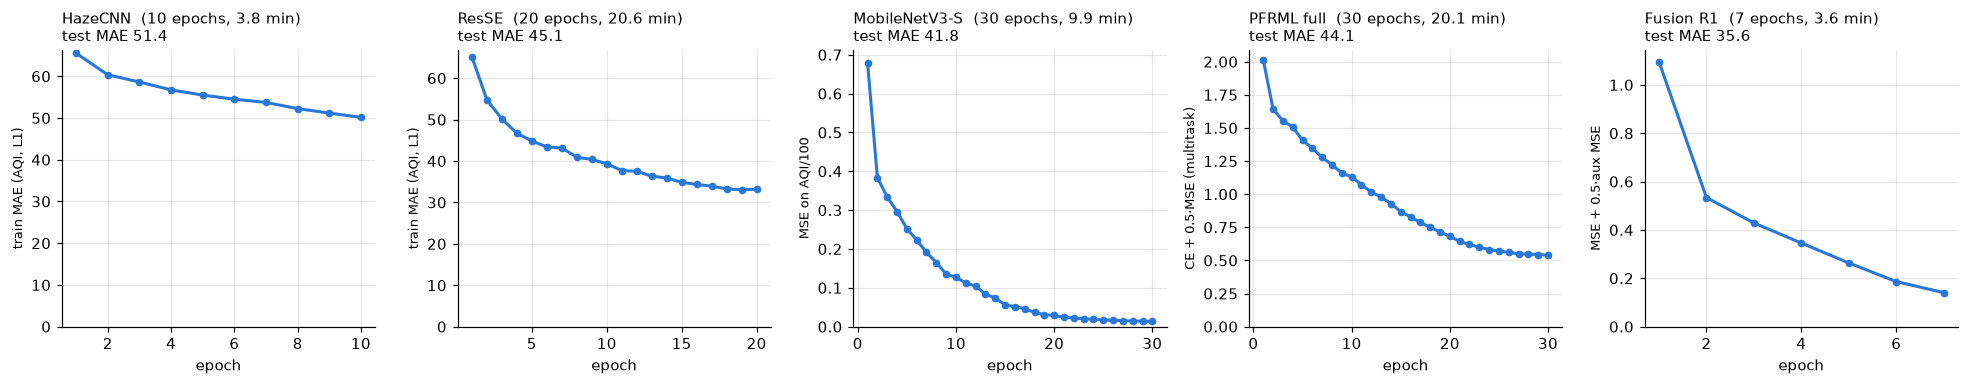 HazeCNN (10 epochs, 3.8 min)
test MAE 51.4
train MAE (AQI, L1)
60
50
40
30
20
10
0
2
4
6
8
10
epoch
ResSE (20 epochs, 20.6 min)
test MAE 45.1
train MAE (AQI, L1)
60
50
40
30
20
10
0
5
10
15
20
epoch
MobileNetV3-S (30 epochs, 9.9 min)
test MAE 41.8
MSE on AQI/100
0.7
0.6
0.5
0.4
0.3
0.2
0.1
0.0
0
10
20
30
epoch
PFRML full (30 epochs, 20.1 min)
test MAE 44.1
CE + 0.5·MSE (multitask)
2.00
1.75
1.50
1.25
1.00
0.75
0.50
0.25
0.00
0
10
20
30
epoch
Fusion R1 (7 epochs, 3.6 min)
test MAE 35.6
MSE + 0.5·aux MSE
1.0
0.8
0.6
0.4
0.2
0.0
2
4
6
epoch